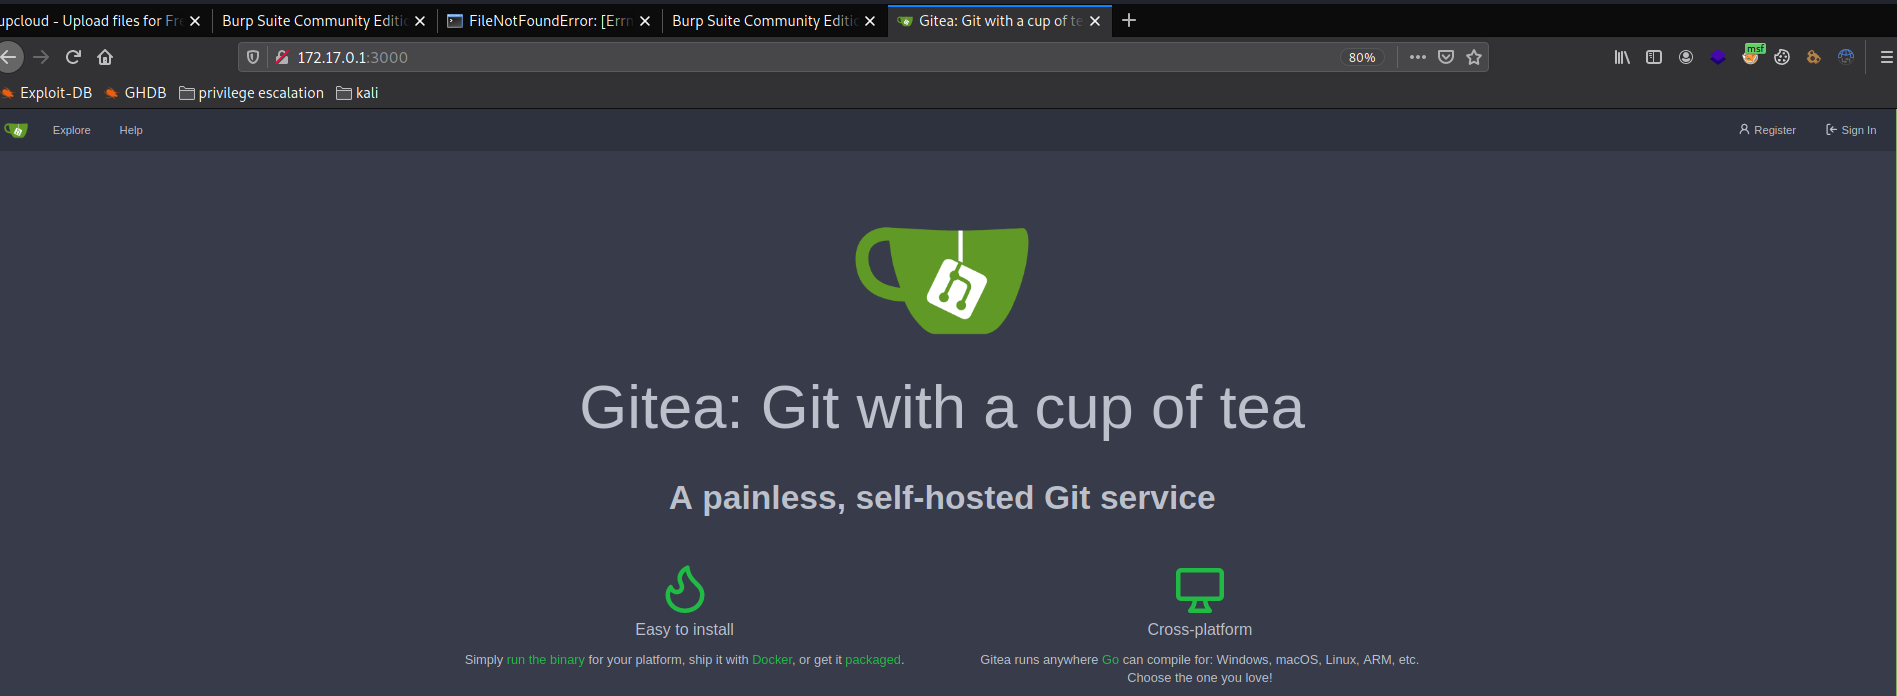 upcloud - Upload files for Fr
Burp Suite Community Editi
FileNotFoundError: [Errn
Burp Suite Community Editi
Gitea: Git with a cup of te
172.17.0.1:3000
80%
msf
Exploit-DB
GHDB
privilege escalation
kali
Explore
Help
Register
Sign In
Gitea: Git with a cup of tea
A painless, self-hosted Git service
Easy to install
Simply run the binary for your platform, ship it with Docker, or get it packaged.
Cross-platform
Gitea runs anywhere Go can compile for: Windows, macOS, Linux, ARM, etc.
Choose the one you love!